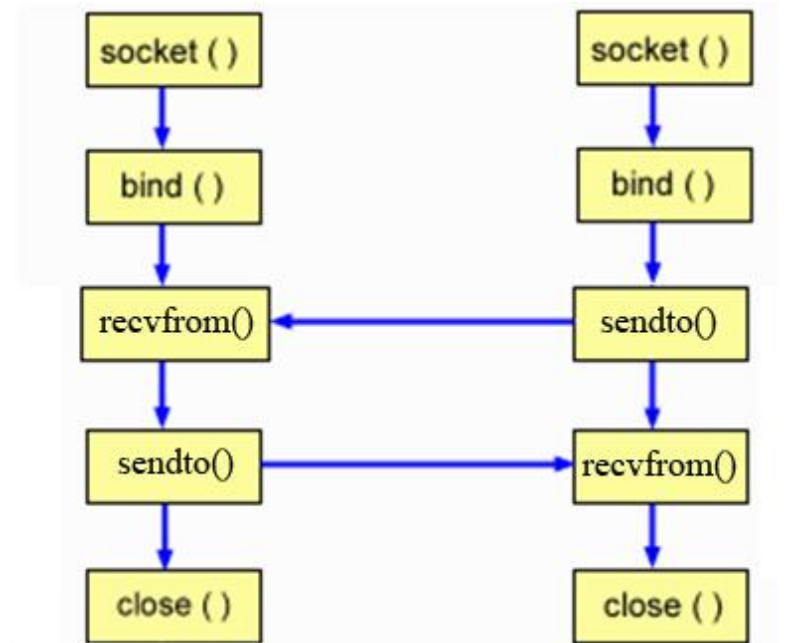 socket ( )
socket ( )
bind ( )
bind ( )
recvfrom()
sendto()
sendto()
recvfrom()
close ( )
close ( )